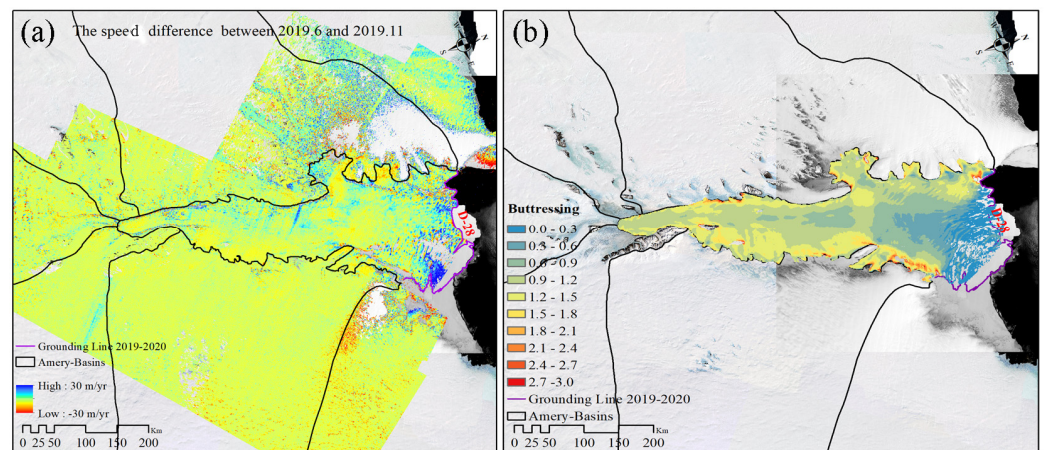 (a)
The speed difference between 2019.6 and 2019.11
N
S
D-28
Grounding Line 2019-2020
Amery-Basins
High : 30 m/yr
Low : -30 m/yr
Km
0 25 50 100 150 200
(b)
N
S
D-28
Buttressing
0.0 - 0.3
0.3 - 0.6
0.6 - 0.9
0.9 - 1.2
1.2 - 1.5
1.5 - 1.8
1.8 - 2.1
2.1 - 2.4
2.4 - 2.7
2.7 -3.0
Grounding Line 2019-2020
Amery-Basins
Km
0 25 50 100 150 200